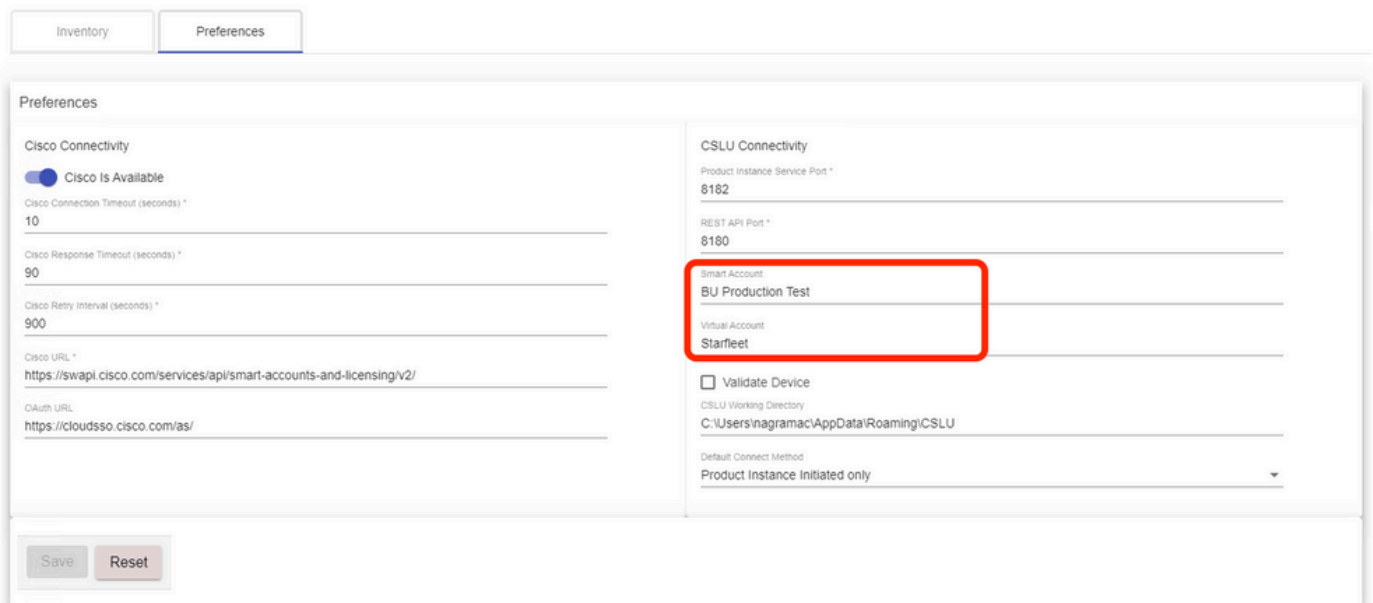 Inventory
Preferences
Preferences
Cisco Connectivity
Cisco Is Available
Cisco Connection Timeout (seconds) *
10
Cisco Response Timeout (seconds) *
90
Cisco Retry Interval (seconds) *
900
Cisco URL *
https://swapi.cisco.com/services/api/smart-accounts-and-licensing/v2/
OAuth URL
https://cloudsso.cisco.com/as/
CSLU Connectivity
Product Instance Service Port *
8182
REST API Port *
8180
Smart Account
BU Production Test
Virtual Account
Starfleet
Validate Device
CSLU Working Directory
C:\Users\nagramac\AppData\Roaming\CSLU
Default Connect Method
Product Instance Initiated only
Save
Reset